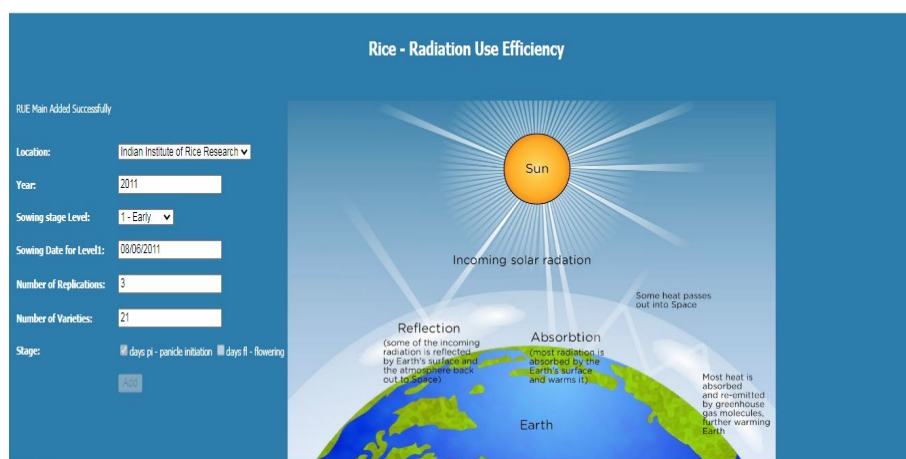 Rice - Radiation Use Efficiency
RUE Main Added Successfully
Location: Indian Institute of Rice Research
Year: 2011
Sowing stage Level: 1 - Early
Sowing Date for Level1: 08/06/2011
Number of Replications: 3
Number of Varieties: 21
Stage: days pi - panicle initiation days fl - flowering
Add
Sun
Incoming solar radation
Some heat passes
out into Space
Reflection
(some of the incoming
radiation is reflected
by Earth's surface and
the atmosphere back
out to Space)
Absorbtion
(most radiation is
absorbed by the
Earth's surface
and warms it)
Most heat is
absorbed
and re-emitted
by greenhouse
gas molecules,
further warming
Earth
Earth